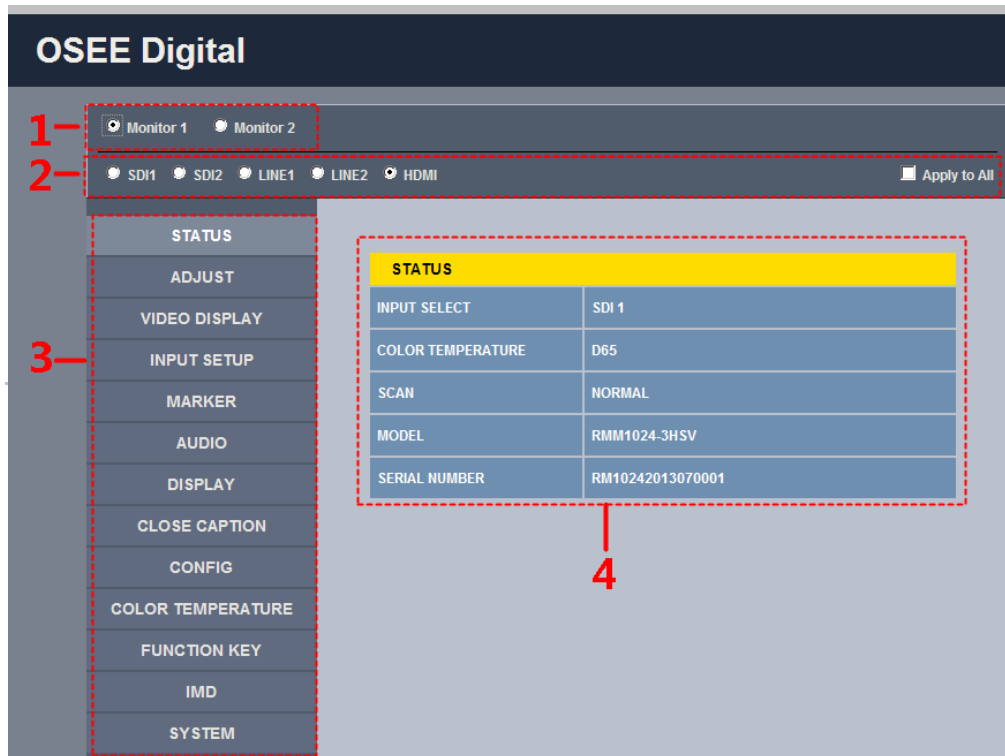 OSEE Digital
1
Monitor 1 Monitor 2
2
SDI1 SDI2 LINE1 LINE2 HDMI Apply to All
3
STATUS
ADJUST
VIDEO DISPLAY
INPUT SETUP
MARKER
AUDIO
DISPLAY
CLOSE CAPTION
CONFIG
COLOR TEMPERATURE
FUNCTION KEY
IMD
SYSTEM
STATUS
INPUT SELECT SDI 1
COLOR TEMPERATURE D65
SCAN NORMAL
MODEL RMM1024-3HSV
SERIAL NUMBER RM10242013070001
4